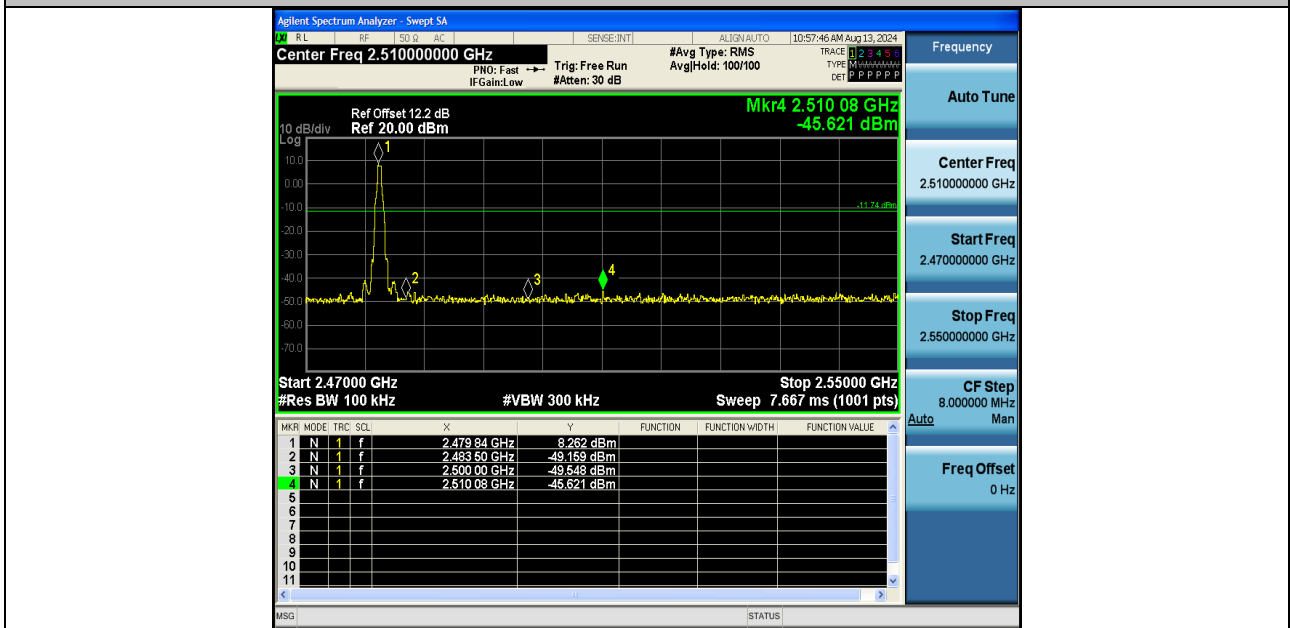 Agilent Spectrum Analyzer - Swept SA
RL RF 50 Ω AC SENSE:INT ALIGN AUTO 10:57:46 AM Aug 13, 2024
Center Freq 2.510000000 GHz
PNO: Fast
IFGain:Low
Trig: Free Run
#Atten: 30 dB
#Avg Type: RMS
Avg|Hold: 100/100
TRACE 1 2 3 4 5 6
TYPE M
DET P P P P P P
Frequency
Auto Tune
Ref Offset 12.2 dB
10 dB/div Ref 20.00 dBm
Log
Mkr4 2.510 08 GHz
-45.621 dBm
10.0
0.00
-10.0
-20.0
-30.0
-40.0
-50.0
-60.0
-70.0
1
2
3
4
-11.74 dBm
Start 2.47000 GHz Stop 2.55000 GHz
#Res BW 100 kHz #VBW 300 kHz Sweep 7.667 ms (1001 pts)
Center Freq
2.510000000 GHz
Start Freq
2.470000000 GHz
Stop Freq
2.550000000 GHz
CF Step
8.000000 MHz
Auto Man
Freq Offset
0 Hz
MKR MODE TRC SCL X Y FUNCTION FUNCTION WIDTH FUNCTION VALUE
1 N 1 f 2.479 84 GHz 8.262 dBm
2 N 1 f 2.483 50 GHz -49.159 dBm
3 N 1 f 2.500 00 GHz -49.548 dBm
4 N 1 f 2.510 08 GHz -45.621 dBm
5
6
7
8
9
10
11
MSG STATUS